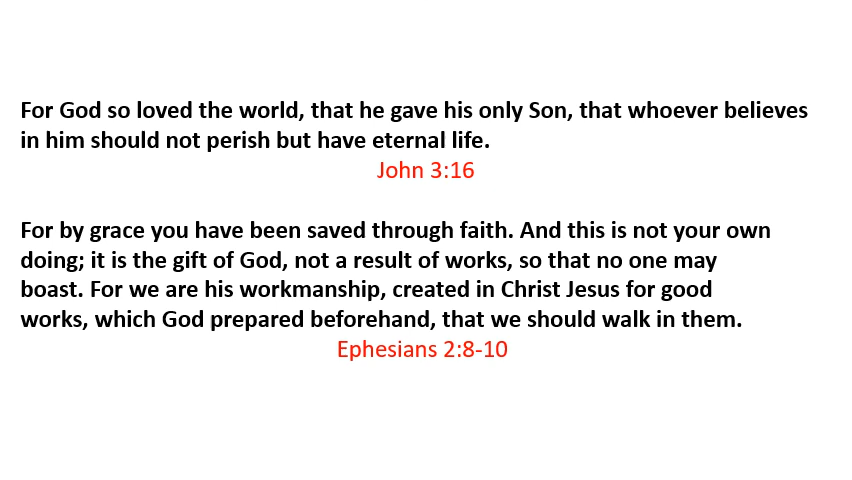 For God so loved the world, that he gave his only Son, that whoever believes
in him should not perish but have eternal life.
John 3:16
For by grace you have been saved through faith. And this is not your own
doing; it is the gift of God, not a result of works, so that no one may
boast. For we are his workmanship, created in Christ Jesus for good
works, which God prepared beforehand, that we should walk in them.
Ephesians 2:8-10